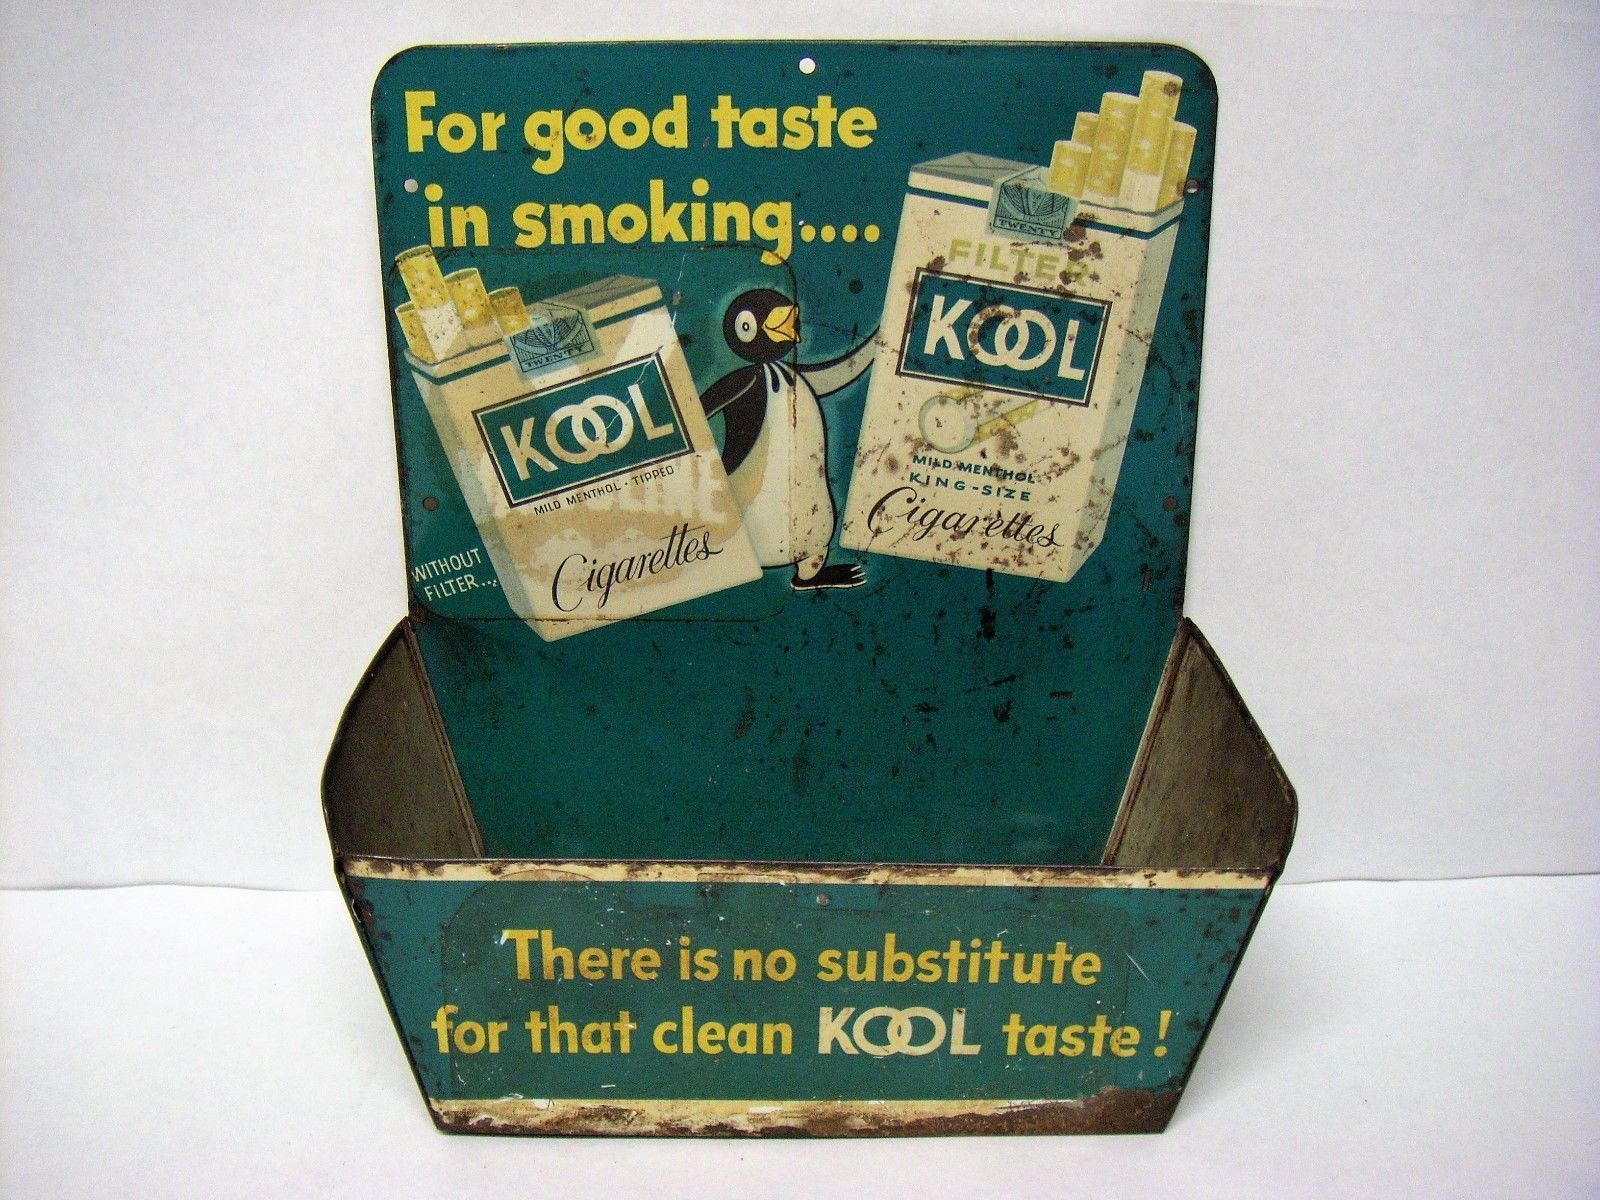 For good taste
in smoking....
TWENTY
FILTER
KOOL
MILD MENTHOL
KING-SIZE
Cigarettes
TWENTY
KOOL
MILD MENTHOL · TIPPED
Cigarettes
WITHOUT
FILTER...
There is no substitute
for that clean KOOL taste!